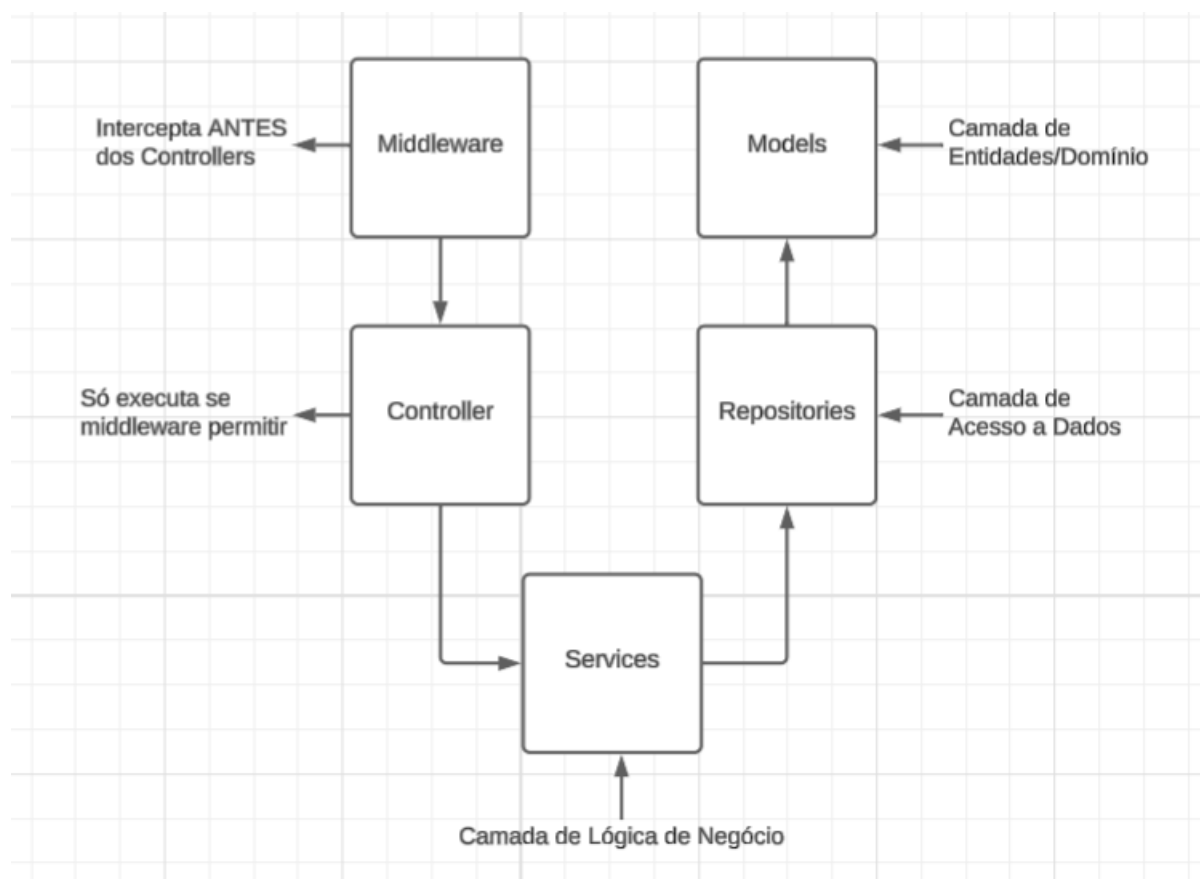 Intercepta ANTES
dos Controllers
Middleware
Models
Camada de
Entidades/Domínio
Só executa se
middleware permitir
Controller
Repositories
Camada de
Acesso a Dados
Services
Camada de Lógica de Negócio